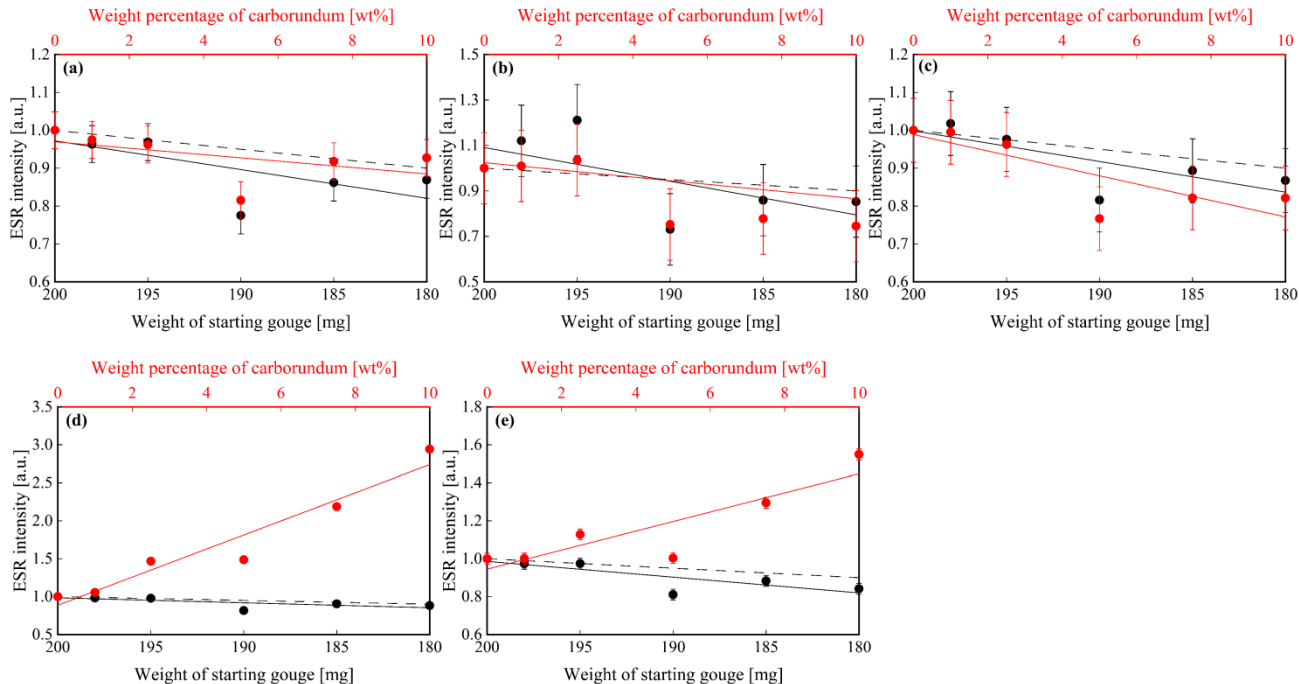 Weight percentage of carborundum [wt%]
0 2 4 6 8 10
(a)
ESR intensity [a.u.]
1.2
1.1
1.0
0.9
0.8
0.7
0.6
200 195 190 185 180
Weight of starting gouge [mg]
Weight percentage of carborundum [wt%]
0 2 4 6 8 10
(b)
ESR intensity [a.u.]
1.5
1.3
1.1
0.9
0.7
0.5
200 195 190 185 180
Weight of starting gouge [mg]
Weight percentage of carborundum [wt%]
0 2 4 6 8 10
(c)
ESR intensity [a.u.]
1.2
1.1
1.0
0.9
0.8
0.7
0.6
200 195 190 185 180
Weight of starting gouge [mg]
Weight percentage of carborundum [wt%]
0 2 4 6 8 10
(d)
ESR intensity [a.u.]
3.5
3.0
2.5
2.0
1.5
1.0
0.5
200 195 190 185 180
Weight of starting gouge [mg]
Weight percentage of carborundum [wt%]
0 2 4 6 8 10
(e)
ESR intensity [a.u.]
1.8
1.6
1.4
1.2
1.0
0.8
0.6
200 195 190 185 180
Weight of starting gouge [mg]